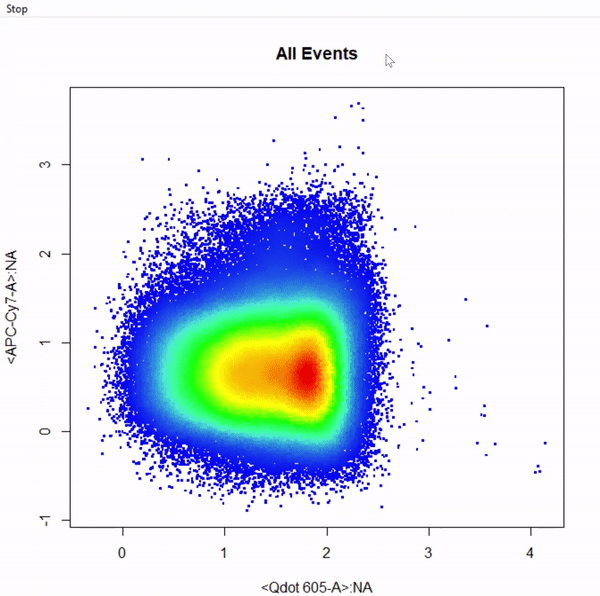 Stop
All Events
3
2
1
0
-1
<APC-Cy7-A>:NA
0 1 2 3 4
<Qdot 605-A>:NA